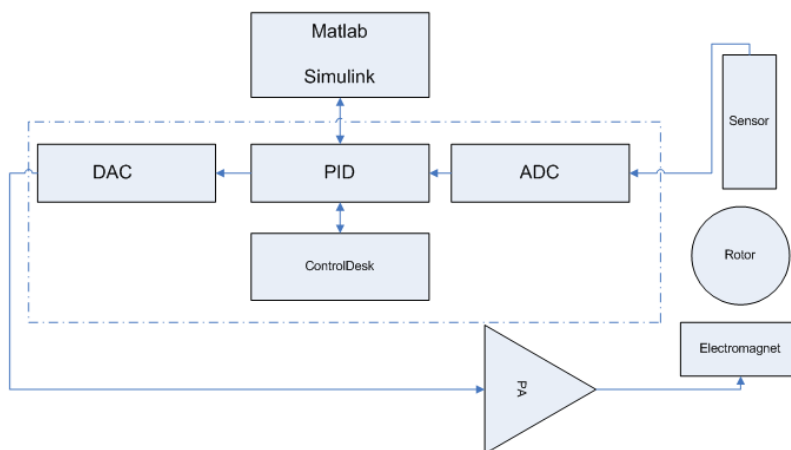 Matlab
Simulink
Sensor
DAC
PID
ADC
ControlDesk
Rotor
Electromagnet
PA